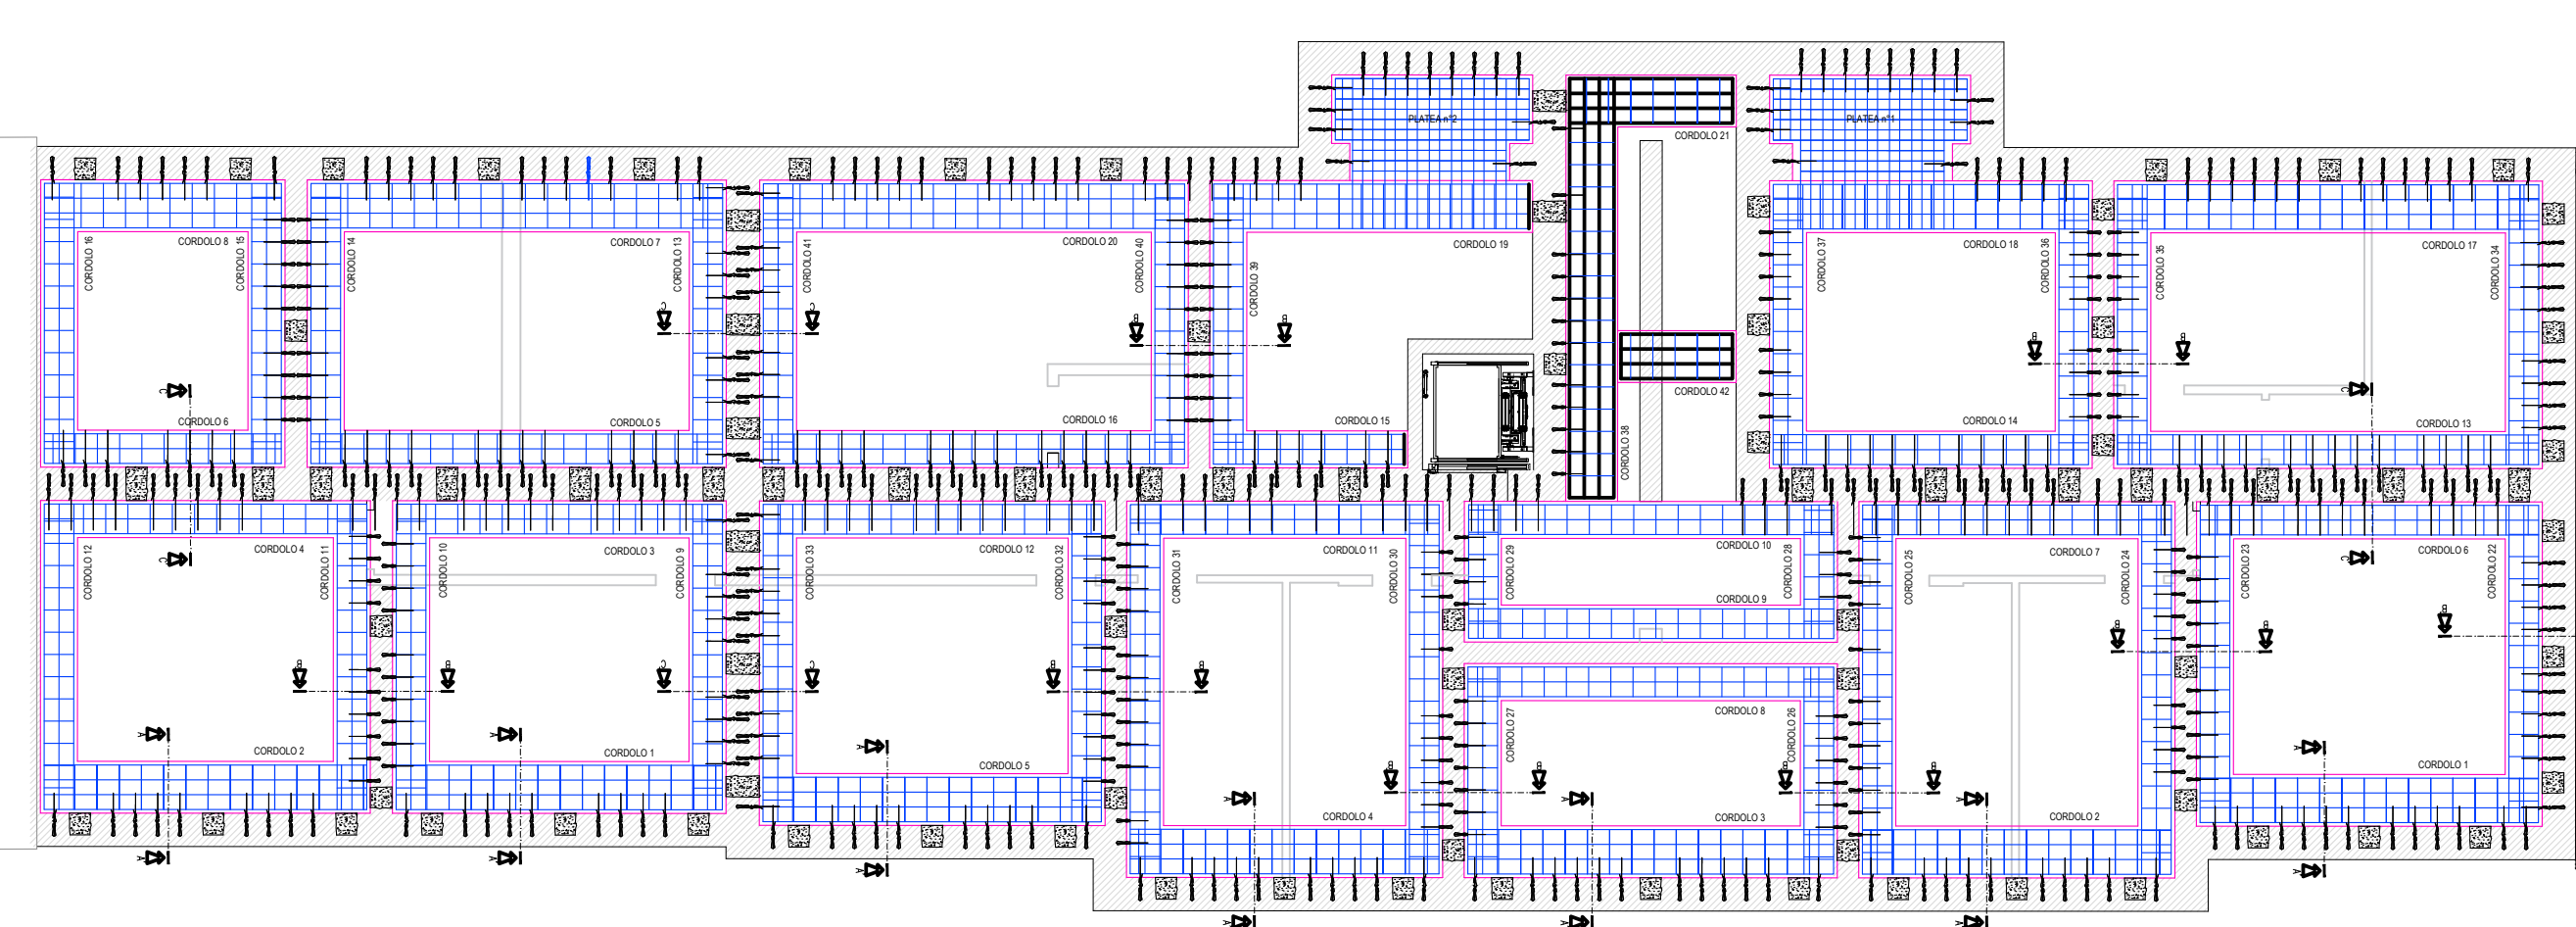 PLATEA n°2
PLATEA n°1
CORDOLO 21
CORDOLO 16
CORDOLO 8
CORDOLO 15
CORDOLO 14
CORDOLO 7
CORDOLO 13
CORDOLO 41
CORDOLO 20
CORDOLO 40
CORDOLO 39
CORDOLO 19
CORDOLO 37
CORDOLO 18
CORDOLO 36
CORDOLO 35
CORDOLO 17
CORDOLO 34
C
C
B
B
B
B
C
C
CORDOLO 42
CORDOLO 6
CORDOLO 5
CORDOLO 16
CORDOLO 15
CORDOLO 38
CORDOLO 14
CORDOLO 13
CORDOLO 12
CORDOLO 4
CORDOLO 11
CORDOLO 10
CORDOLO 3
CORDOLO 9
CORDOLO 33
CORDOLO 12
CORDOLO 32
CORDOLO 31
CORDOLO 11
CORDOLO 30
CORDOLO 29
CORDOLO 10
CORDOLO 28
CORDOLO 25
CORDOLO 7
CORDOLO 24
CORDOLO 23
CORDOLO 6
CORDOLO 22
C
C
CORDOLO 9
B
B
B
B
B
C
C
B
B
CORDOLO 27
CORDOLO 8
CORDOLO 26
A
A
A
A
CORDOLO 2
CORDOLO 1
CORDOLO 5
CORDOLO 1
B
B
B
B
A
A
A
CORDOLO 4
CORDOLO 3
CORDOLO 2
A
A
A
A
A
A
A